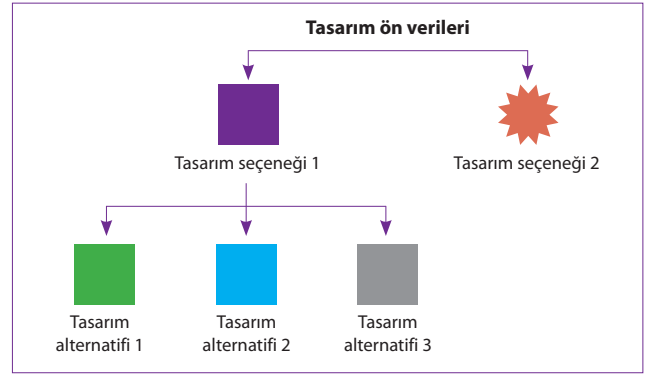 Tasarım ön verileri
Tasarım seçeneği 1
Tasarım seçeneği 2
Tasarım
alternatifi 1
Tasarım
alternatifi 2
Tasarım
alternatifi 3